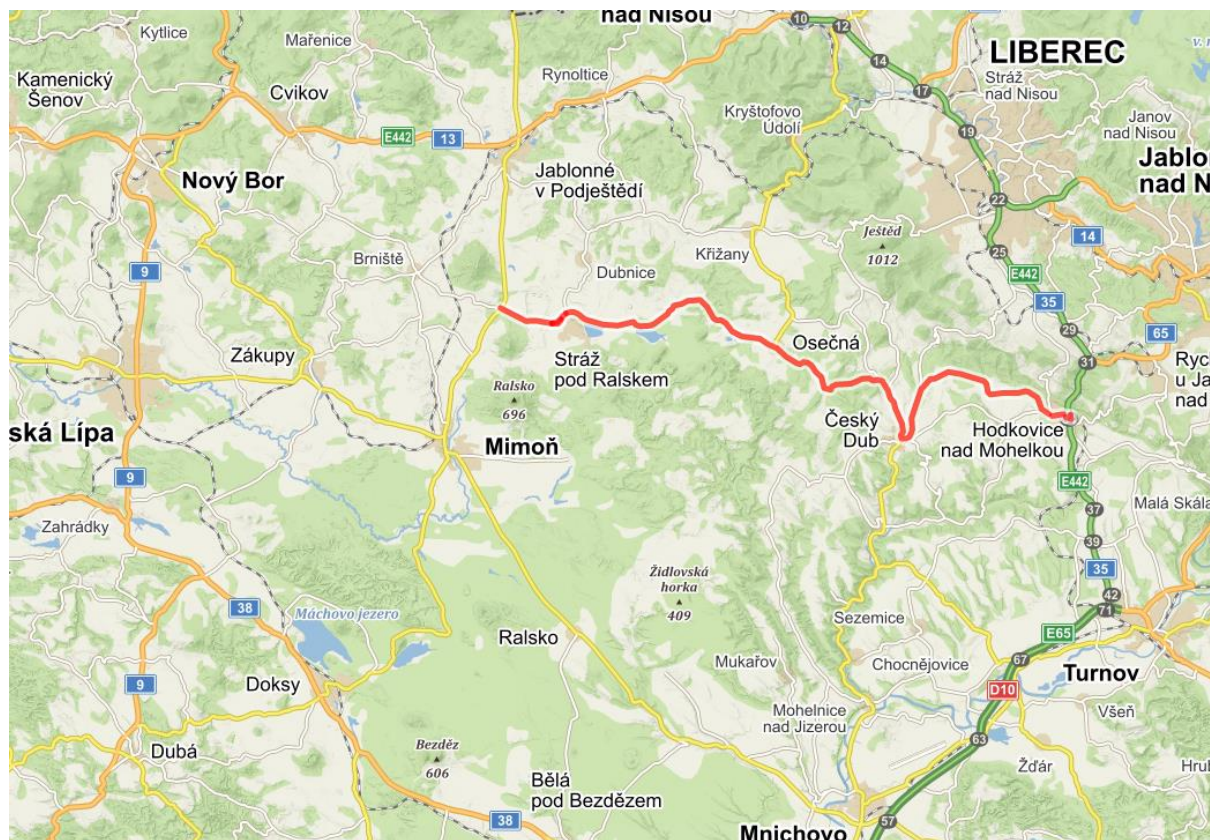 nad Nisou
Kytlice
Mařenice
10
12
LIBEREC
v. n
Kamenický
Šenov
Cvikov
Rynoltice
14
Stráž
nad Nisou
17
Kryštofovo
Údolí
Janov
nad Nisou
E442
13
19
Jablon
nad N
Nový Bor
Jablonné
v Podještědí
22
Ještěd
1012
14
Brniště
Křižany
25
9
Dubnice
E442
35
29
65
31
Zákupy
Stráž
pod Ralskem
Osečná
Rych
u Ja
nad
Ralsko
696
Český
Dub
Hodkovice
nad Mohelkou
ská Lípa
Mimoň
9
E442
37
Malá Skála
Zahrádky
39
Židlovská
horka
409
35
38
Máchovo jezero
42
71
Sezemice
E65
Ralsko
Mukařov
Chocnějovice
67
Turnov
9
Doksy
D10
Mohelnice
nad Jizerou
Všeň
63
Dubá
Bezděz
606
Žďár
Hrub
Bělá
pod Bezdězem
38
57
Mnichovo